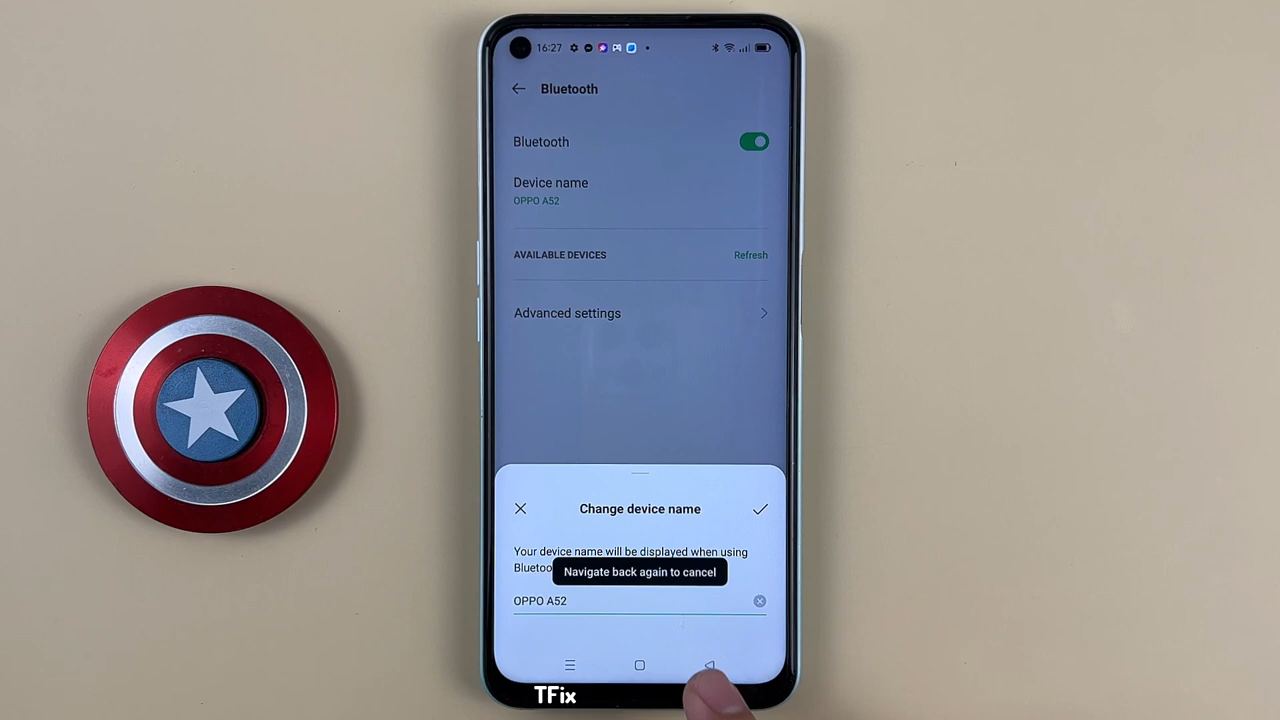 16:27
Bluetooth
Bluetooth
Device name
OPPO A52
AVAILABLE DEVICES Refresh
Advanced settings
Change device name
Your device name will be displayed when using
Navigate back again to cancel
OPPO A52
TFix